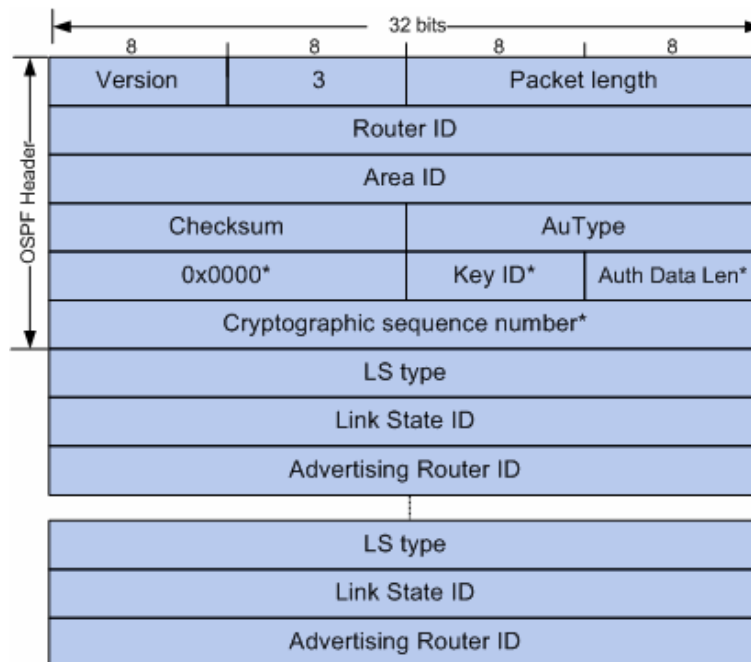 32 bits
8 8 8 8
Version 3 Packet length
Router ID
Area ID
Checksum AuType
0x0000* Key ID* Auth Data Len*
Cryptographic sequence number*
OSPF Header
LS type
Link State ID
Advertising Router ID
LS type
Link State ID
Advertising Router ID